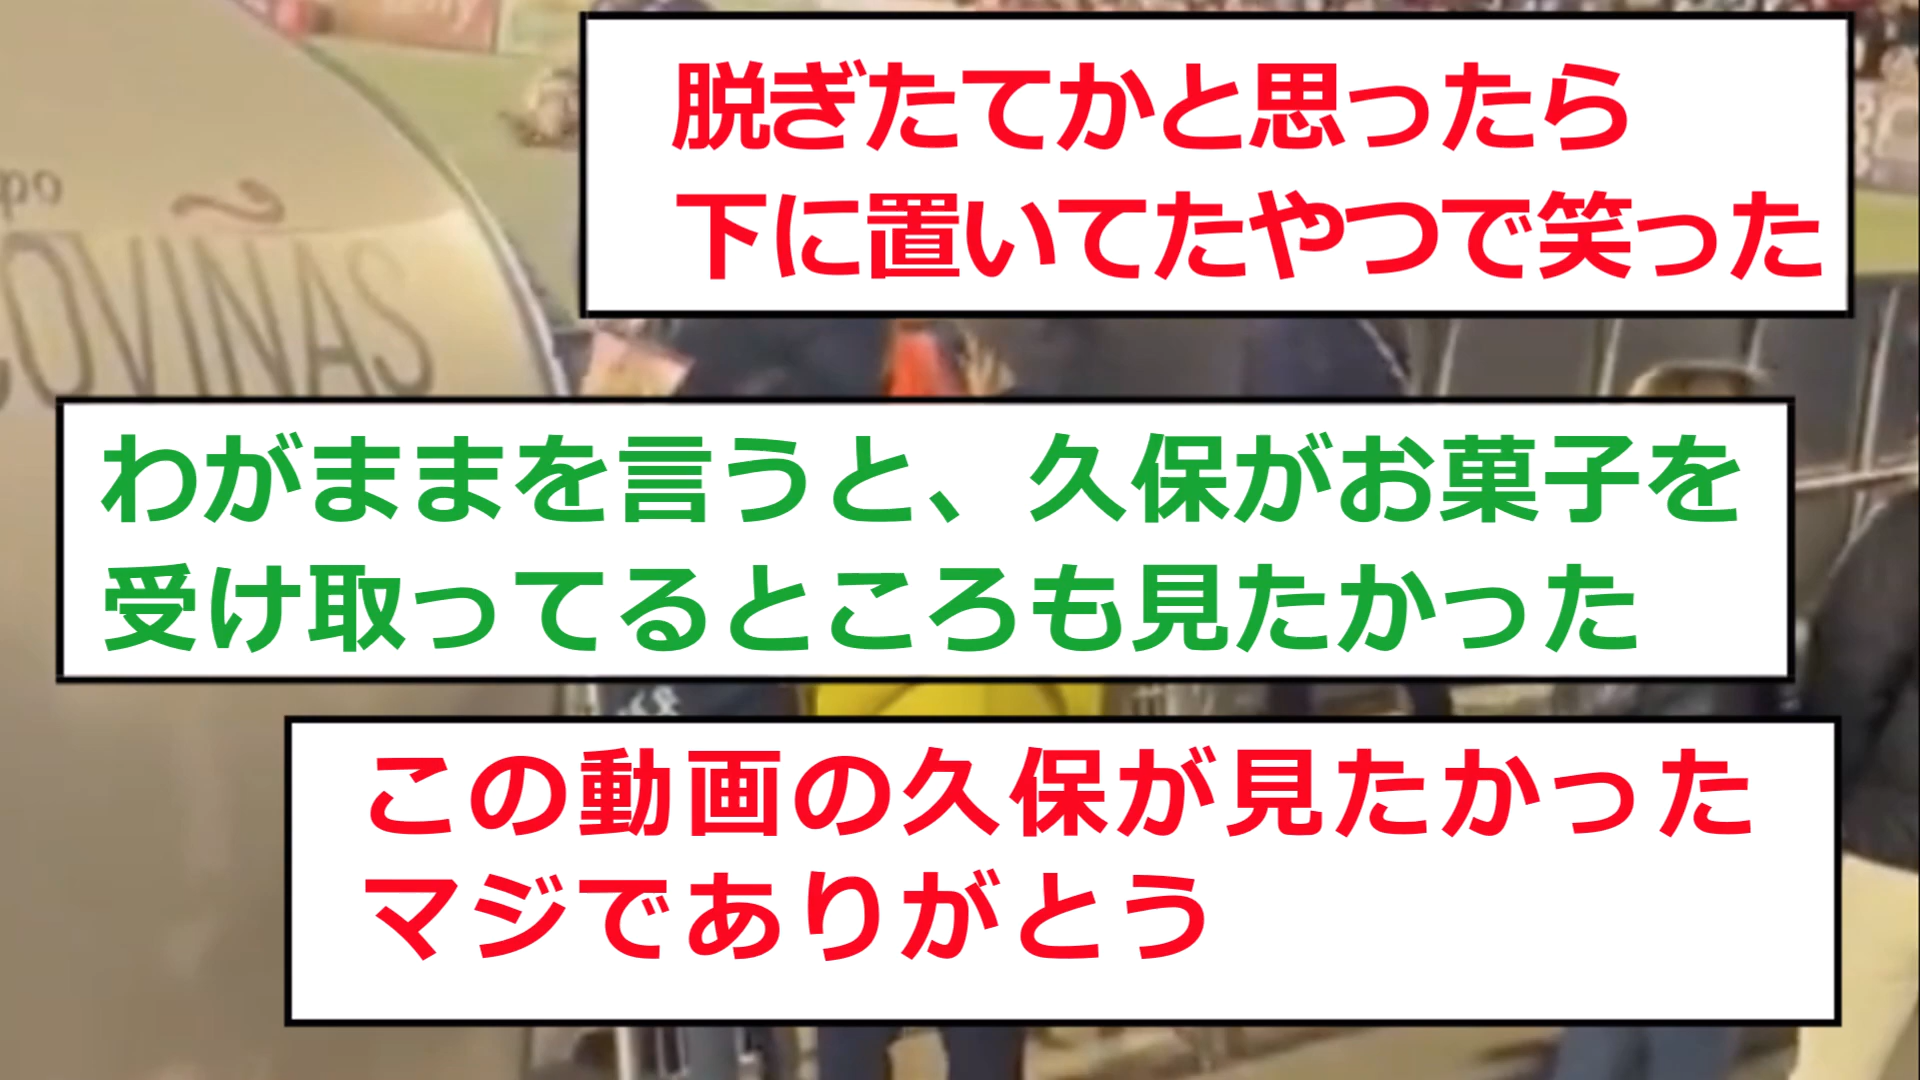 脱ぎたてかと思ったら
下に置いてたやつで笑った
po
OVIÑAS
わがままを言うと、久保がお菓子を
受け取ってるところも見たかった
この動画の久保が見たかった
マジでありがとう